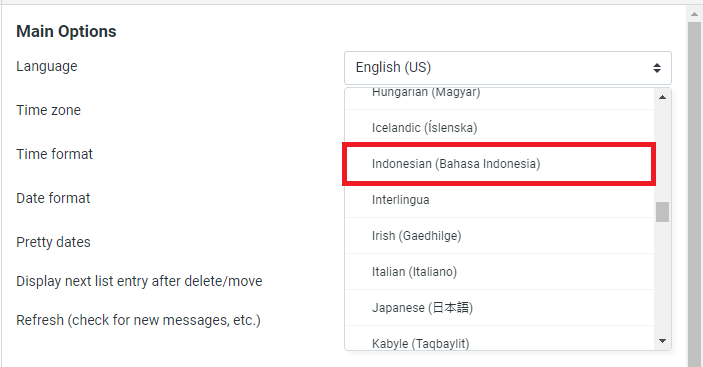 Main Options
Language
English (US)
Hungarian (Magyar)
Time zone
Icelandic (Íslenska)
Time format
Indonesian (Bahasa Indonesia)
Date format
Interlingua
Pretty dates
Irish (Gaedhilge)
Display next list entry after delete/move
Italian (Italiano)
Refresh (check for new messages, etc.)
Japanese (日本語)
Kabyle (Taqbaylit)